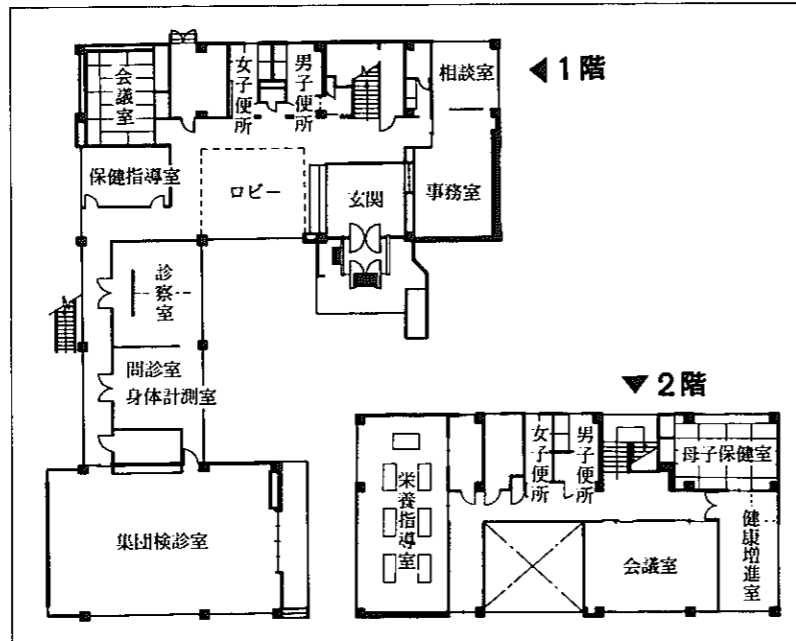 ◀1階
会議室
女子便所
男子便所
相談室
保健指導室
ロビー
玄関
事務室
診察室
問診室
身体計測室
集団検診室
▼2階
栄養指導室
女子便所
男子便所
母子保健室
会議室
健康増進室